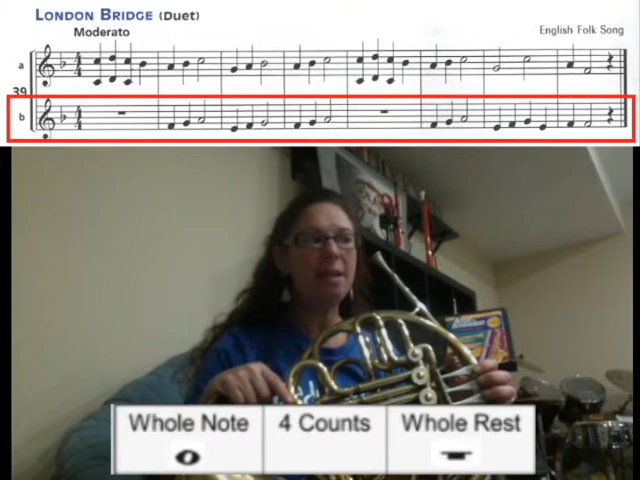 LONDON BRIDGE (Duet)
Moderato
English Folk Song
a
39
b
Whole Note 4 Counts Whole Rest